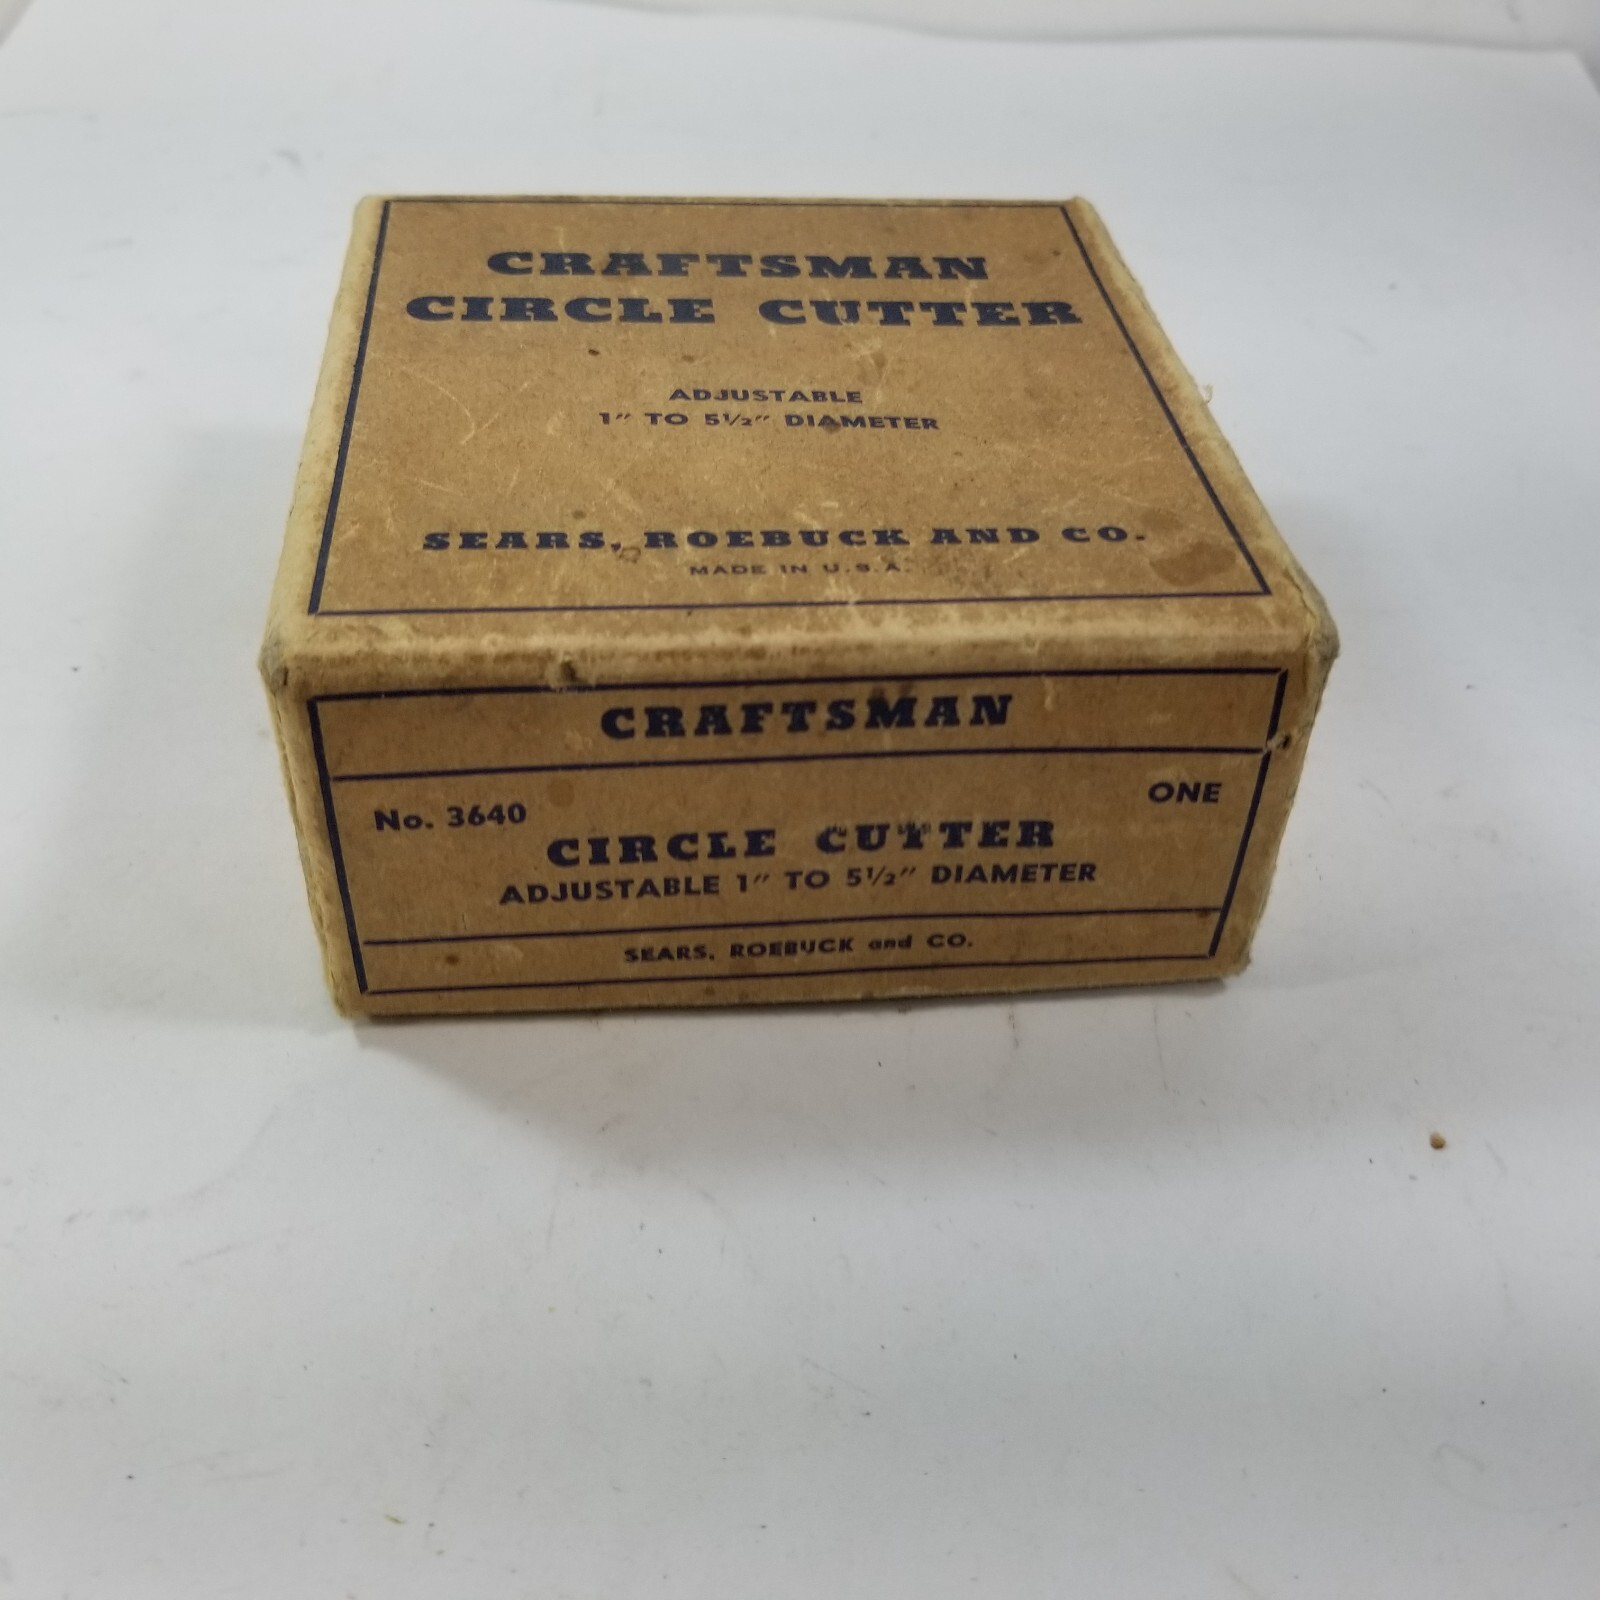 CRAFTSMAN
CIRCLE CUTTER
ADJUSTABLE
1" TO 5½" DIAMETER
SEARS, ROEBUCK AND CO.
MADE IN U.S.A.
CRAFTSMAN
No. 3640
ONE
CIRCLE CUTTER
ADJUSTABLE 1" TO 5½" DIAMETER
SEARS, ROEBUCK and CO.